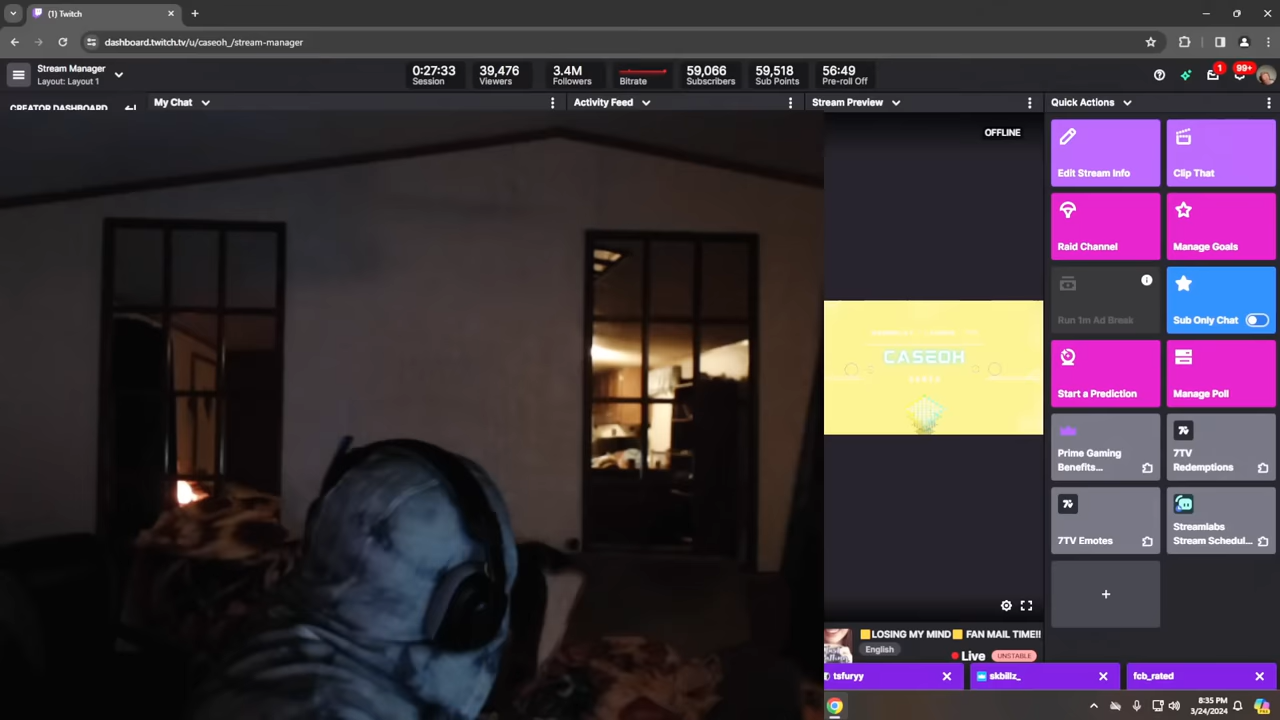 (1) Twitch
dashboard.twitch.tv/u/caseoh_/stream-manager
Stream Manager
Layout: Layout 1
0:27:33
Session
39,476
Viewers
3.4M
Followers
Bitrate
59,066
Subscribers
59,518
Sub Points
56:49
Pre-roll Off
1
99+
CREATOR DASHBOARD
My Chat
Activity Feed
Stream Preview
Quick Actions
OFFLINE
Edit Stream Info
Clip That
Raid Channel
Manage Goals
Run 1m Ad Break
Sub Only Chat
Start a Prediction
Manage Poll
CASEOH
Prime Gaming
Benefits...
7TV
Redemptions
7TV Emotes
Streamlabs
Stream Schedul...
+
LOSING MY MIND FAN MAIL TIME!!
English
Live
UNSTABLE
tsfuryy
skbillz_
fcb_rated
8:35 PM
3/24/2024